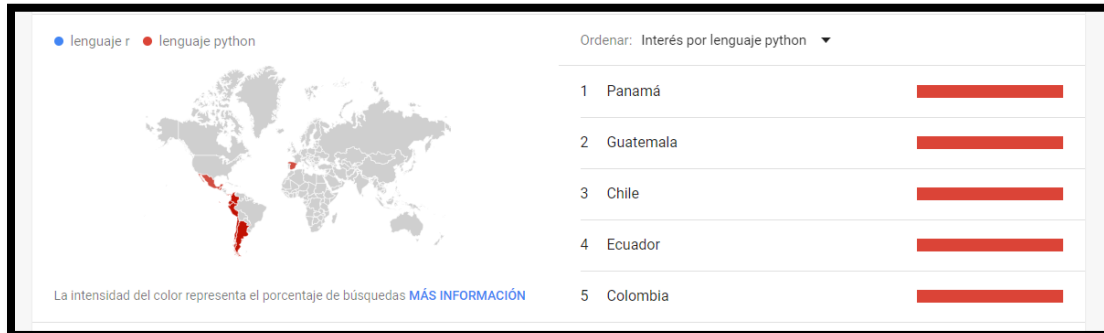 lenguaje r lenguaje python
La intensidad del color representa el porcentaje de búsquedas MÁS INFORMACIÓN
Ordenar: Interés por lenguaje python
1 Panamá
2 Guatemala
3 Chile
4 Ecuador
5 Colombia